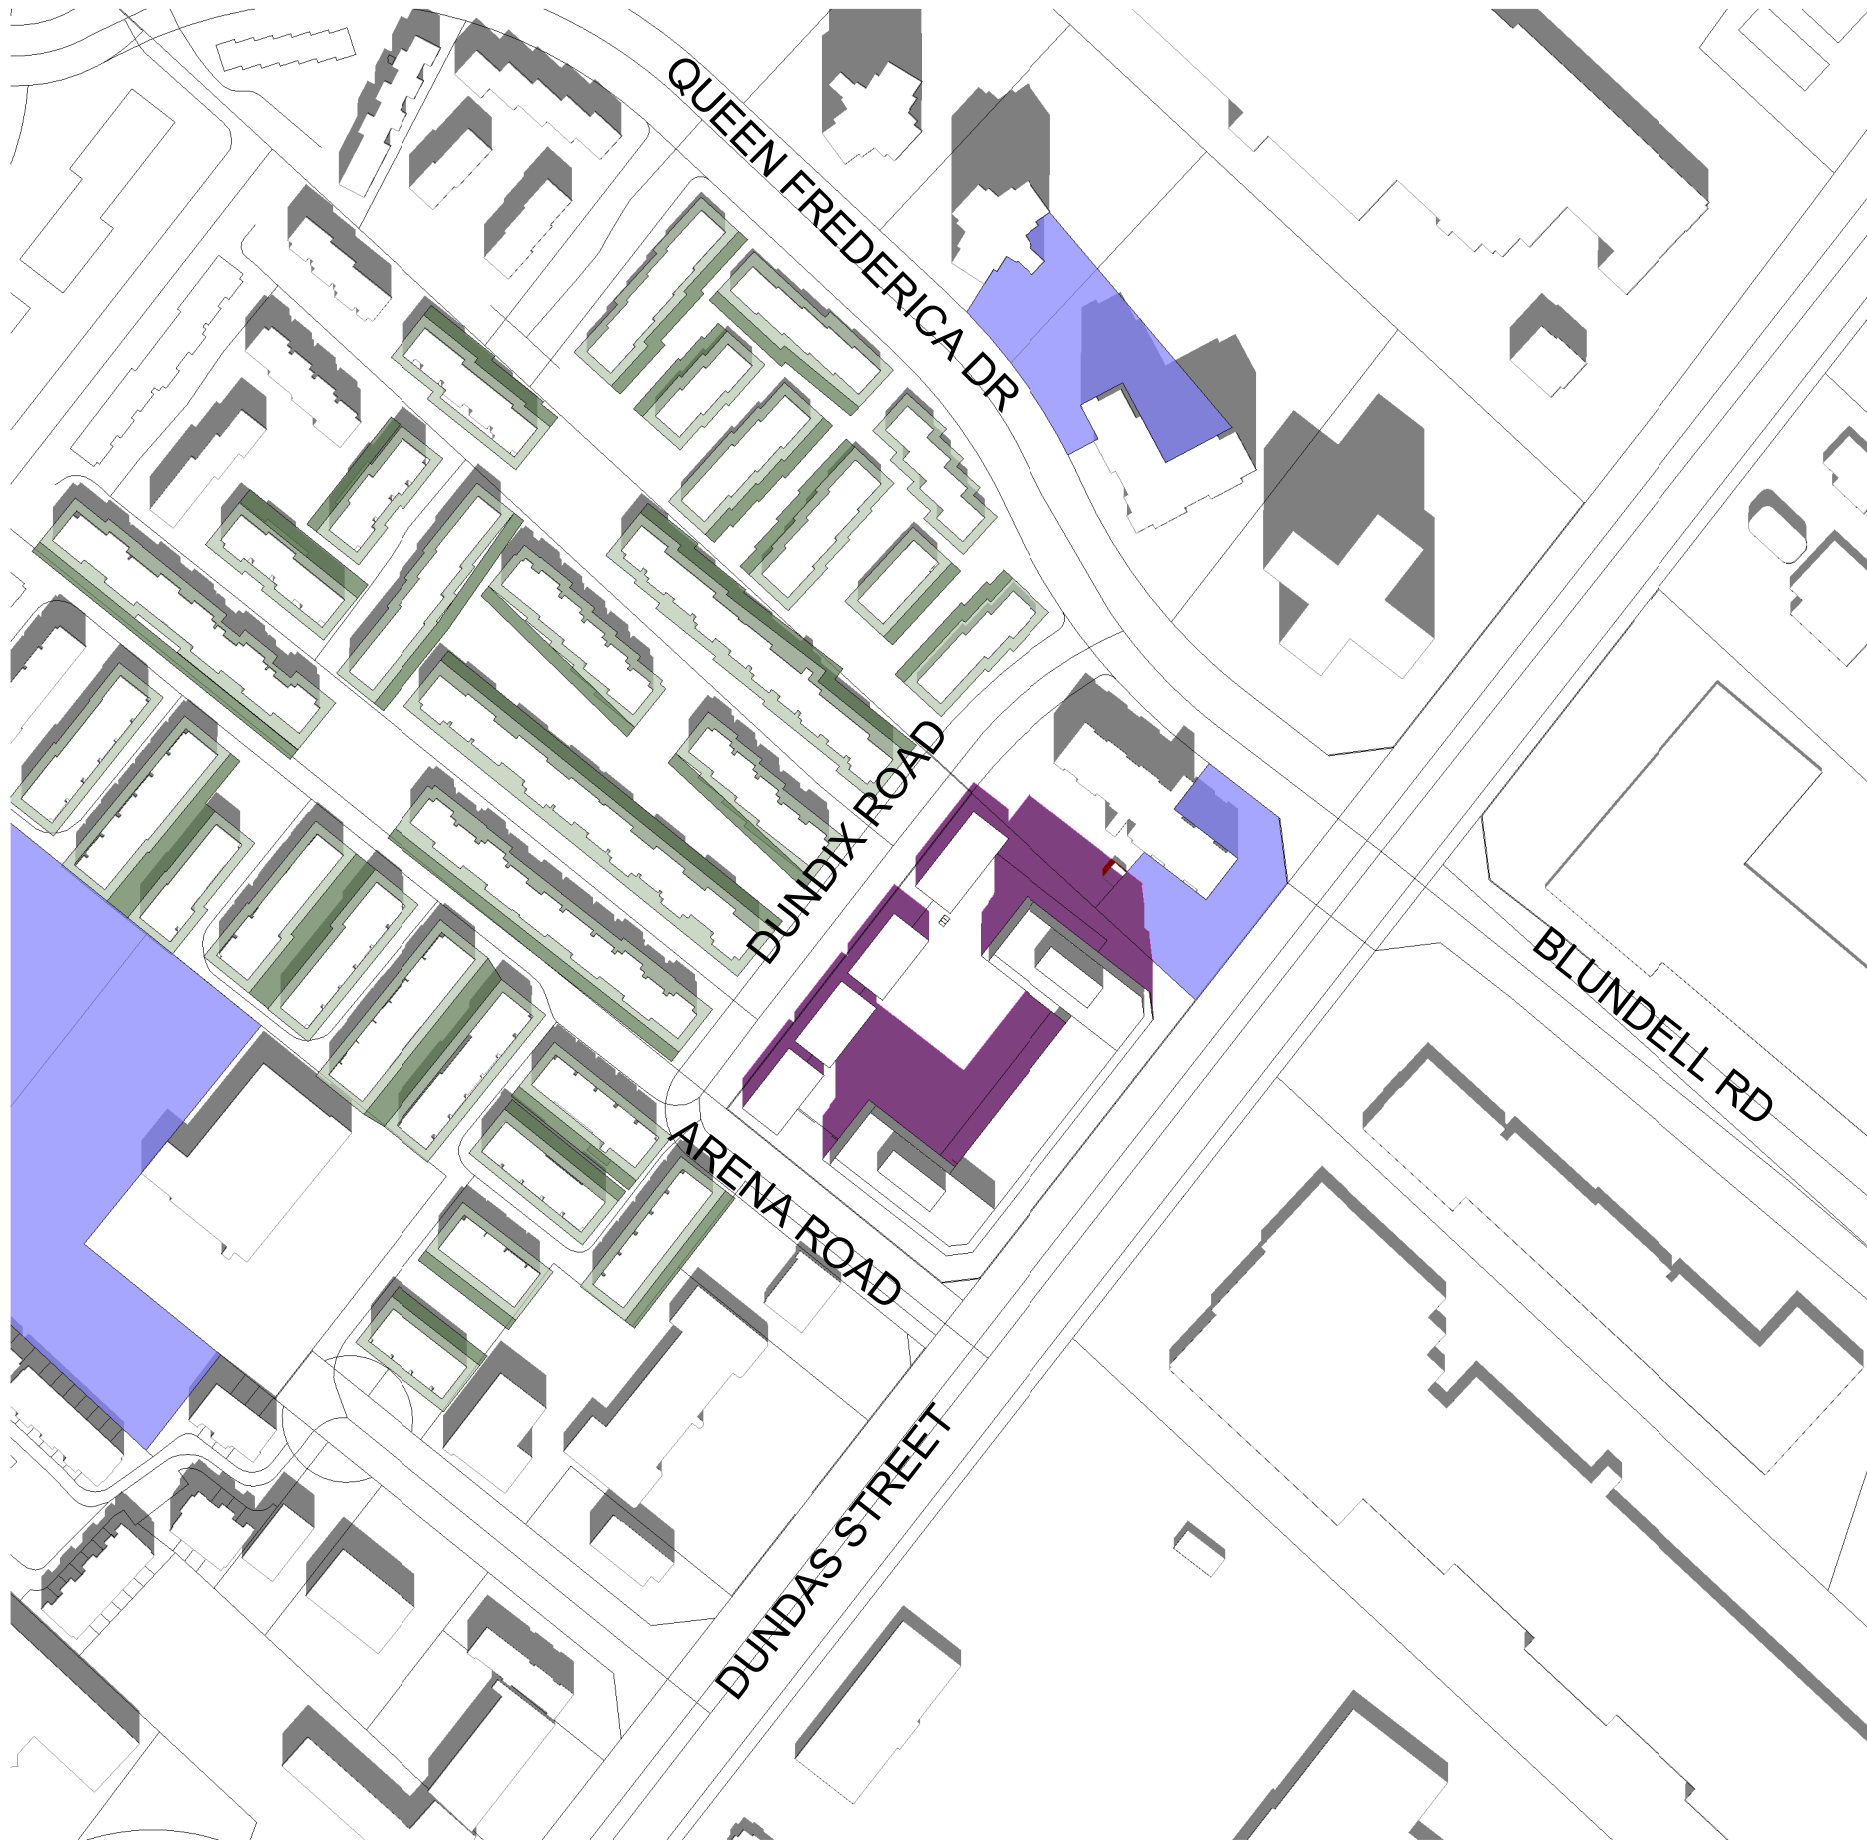 QUEEN FREDERICA DR
DUNDIX ROAD
BLUNDELL RD
ARENA ROAD
DUNDAS STREET